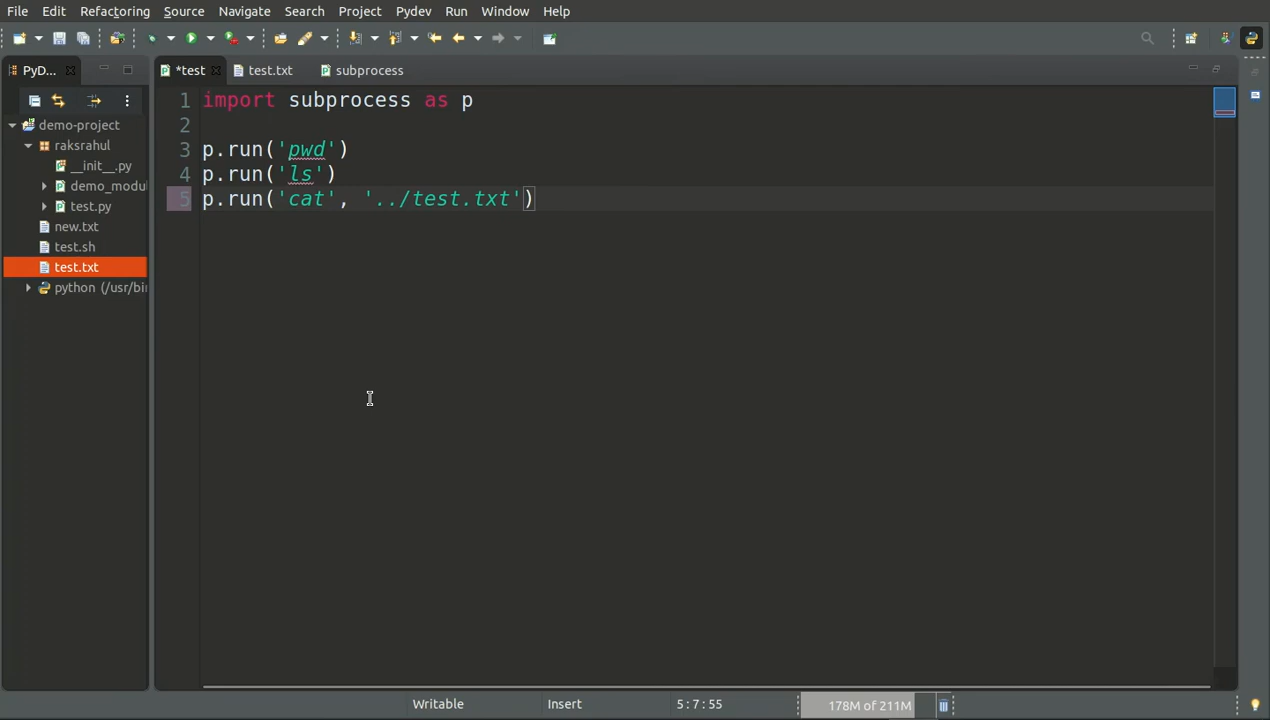 File Edit Refactoring Source Navigate Search Project Pydev Run Window Help
PyD... *test test.txt subprocess
demo-project
raksrahul
__init__.py
demo_modul
test.py
new.txt
test.sh
test.txt
python (/usr/bin
1 import subprocess as p
2
3 p.run('pwd')
4 p.run('ls')
5 p.run('cat', '../test.txt')
Writable Insert 5 : 7 : 55 178M of 211M